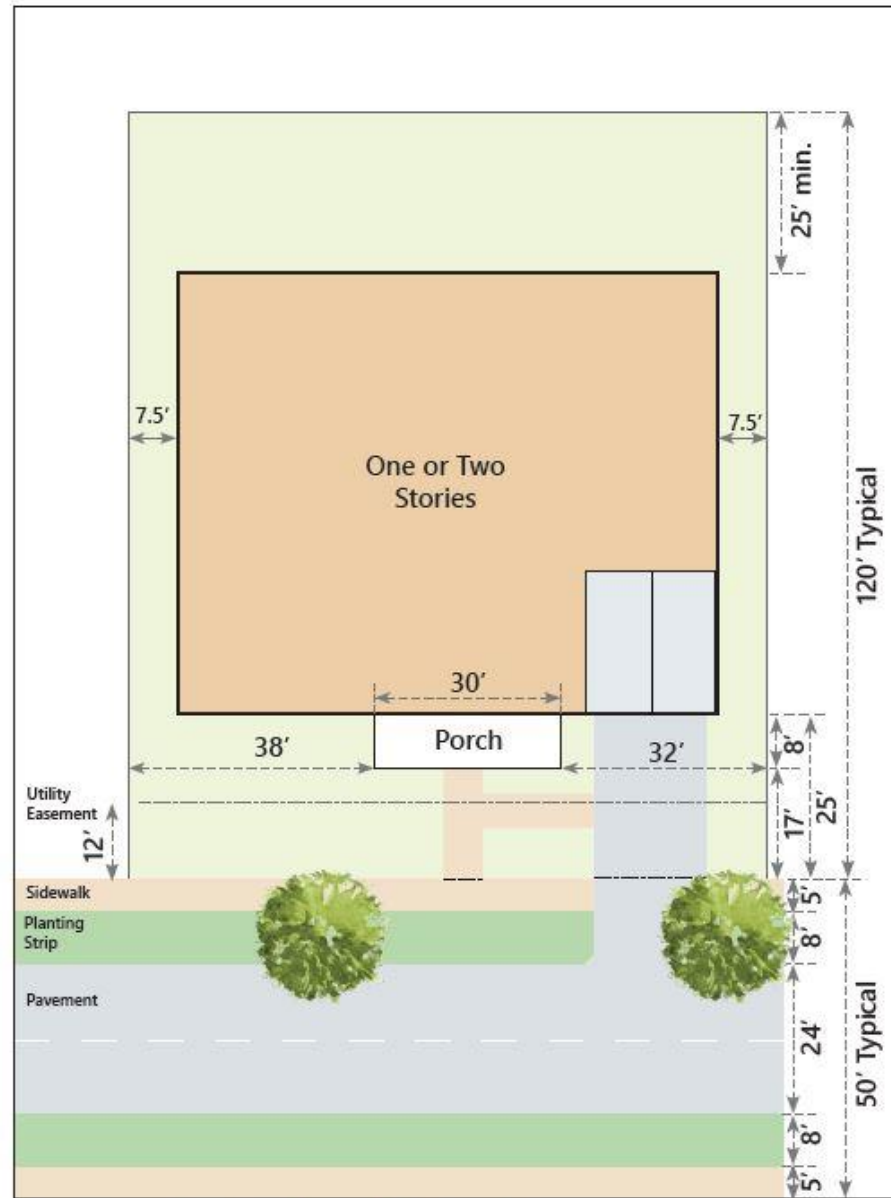 25′ min.
7.5′
7.5′
One or Two
Stories
120′ Typical
30′
Porch
8′
38′
32′
25′
17′
Utility
Easement
12′
Sidewalk
5′
Planting
Strip
8′
Pavement
24′
50′ Typical
8′
5′